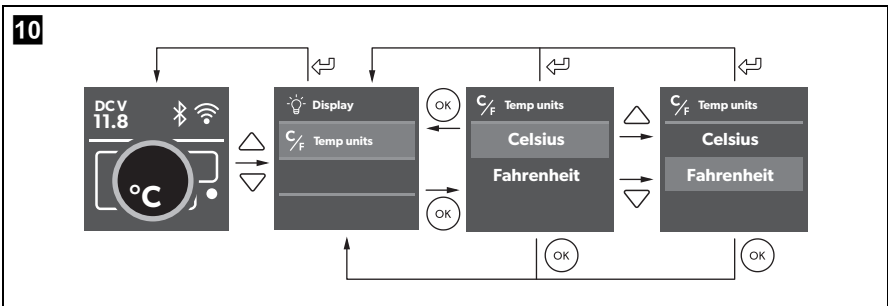 10
DC V
11.8
°C
Display
C/F Temp units
OK
OK
C/F Temp units
Celsius
Fahrenheit
OK
C/F Temp units
Celsius
Fahrenheit
OK